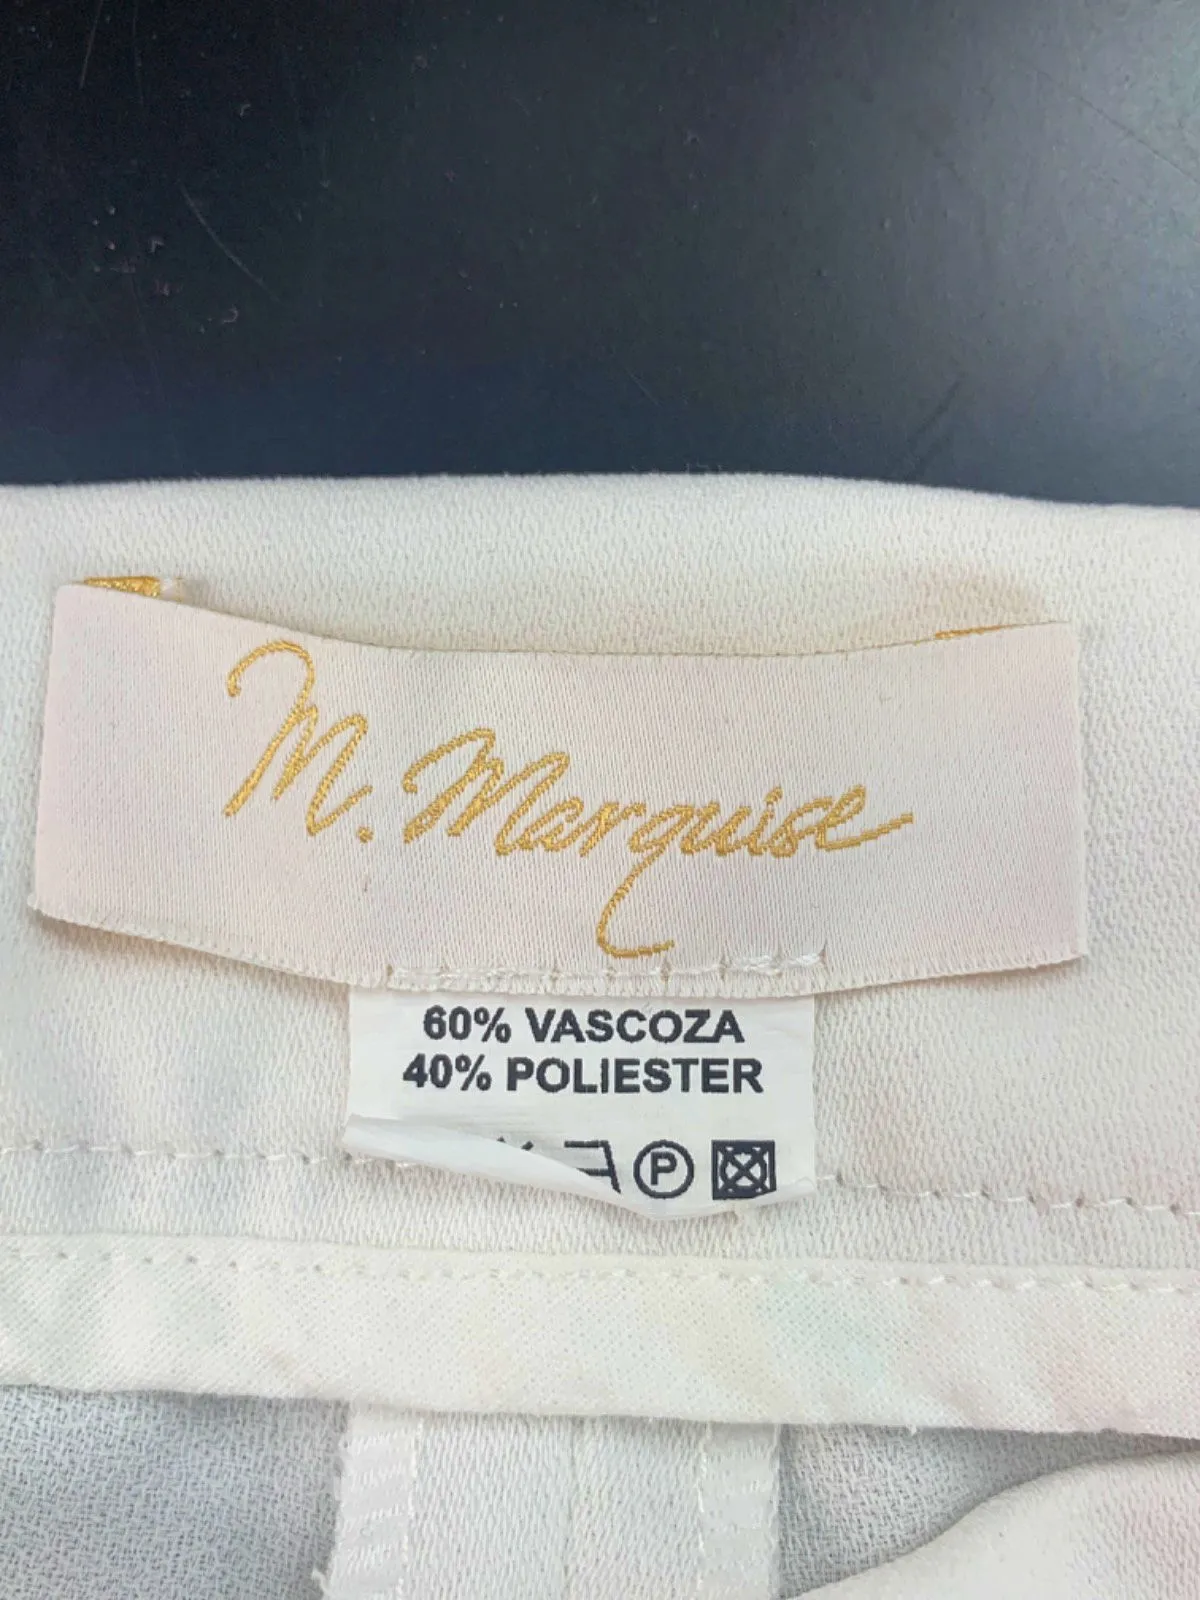 M. Marquise
60% VASCOZA
40% POLIESTER
P